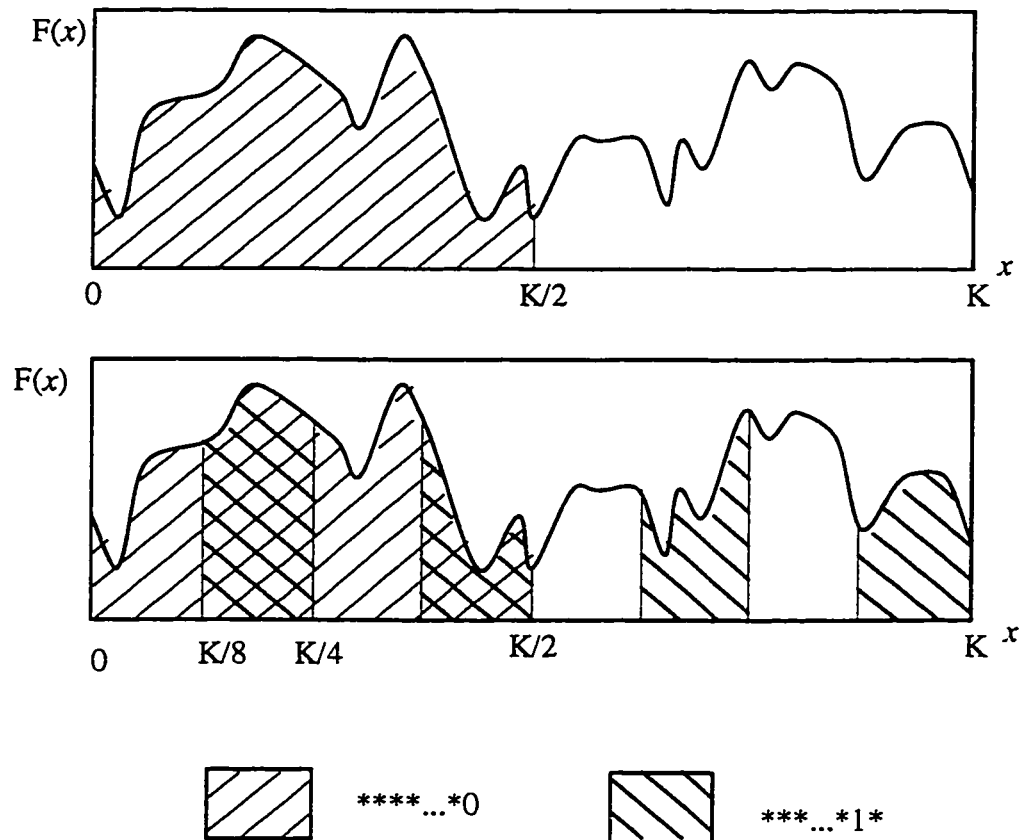 F(x)
x
0 K/2 K
F(x)
x
0 K/8 K/4 K/2 K
****...*0 ***...*1*